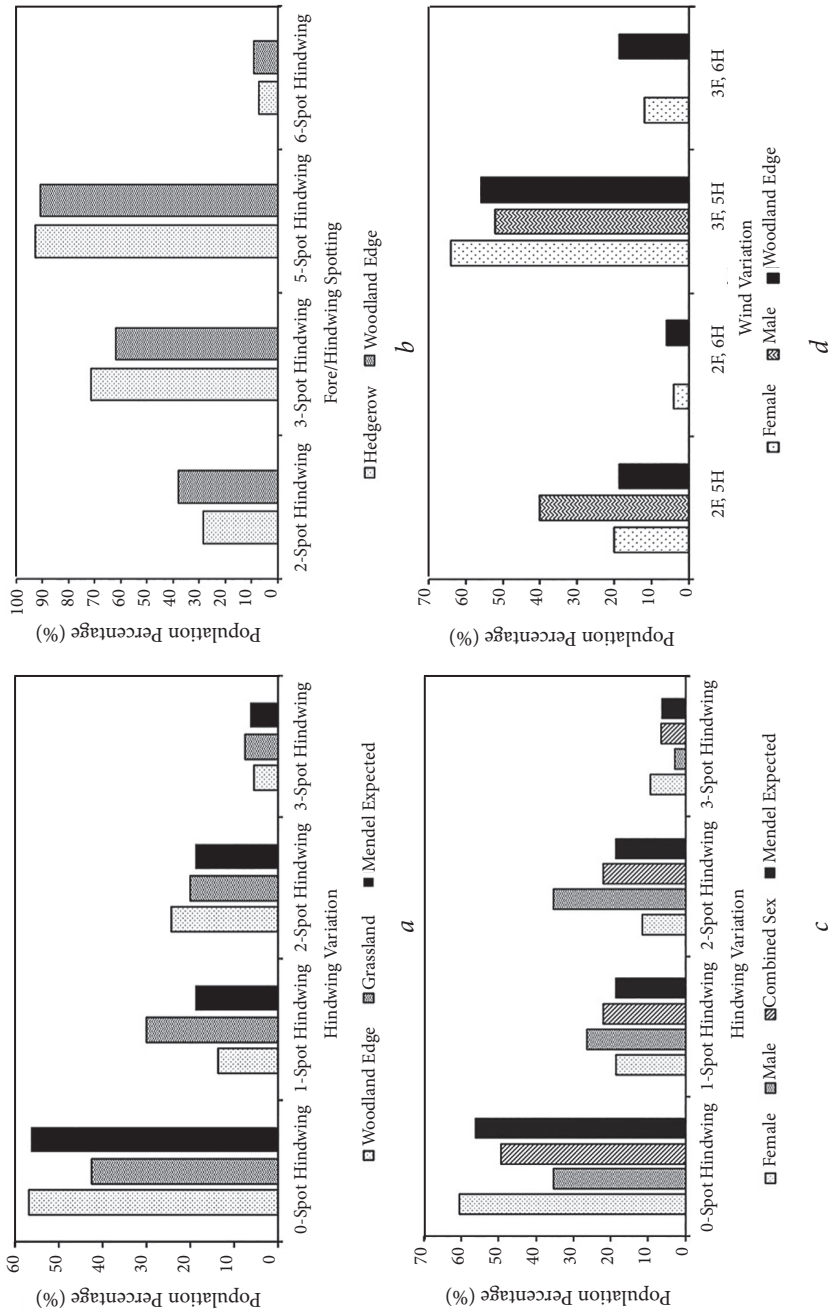 Population Percentage (%)
60
50
40
30
20
10
0
0-Spot Hindwing 1-Spot Hindwing 2-Spot Hindwing 3-Spot Hindwing
Hindwing Variation
Woodland Edge Grassland Mendel Expected
a
Population Percentage (%)
100
90
80
70
60
50
40
30
20
10
0
2-Spot Hindwing 3-Spot Hindwing 5-Spot Hindwing 6-Spot Hindwing
Fore/Hindwing Spotting
Hedgerow Woodland Edge
b
Population Percentage (%)
70
60
50
40
30
20
10
0
0-Spot Hindwing 1-Spot Hindwing 2-Spot Hindwing 3-Spot Hindwing
Hindwing Variation
Female Male Combined Sex Mendel Expected
c
Population Percentage (%)
70
60
50
40
30
20
10
0
2F, 5H 2F, 6H 3F, 5H 3F, 6H
Wind Variation
Female Male Woodland Edge
d